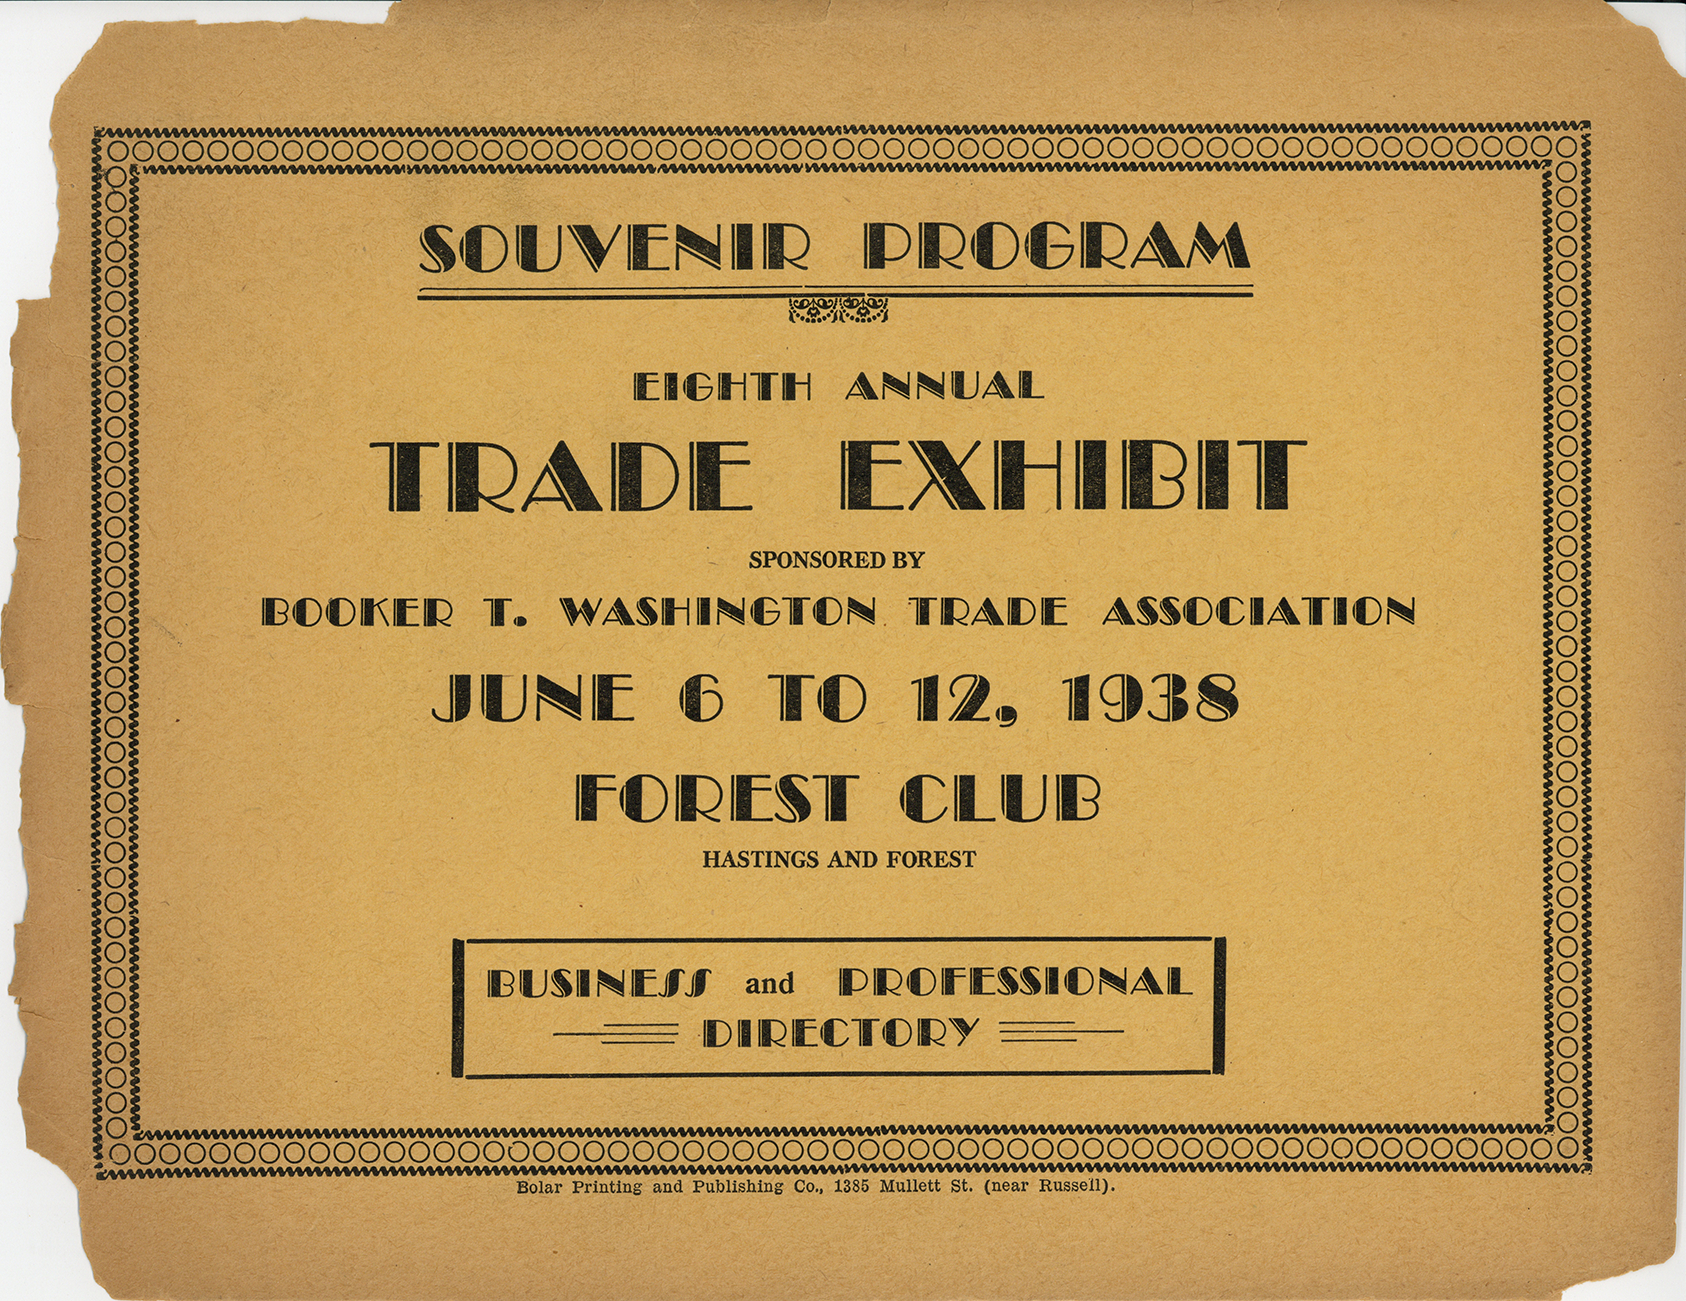 SOUVENIR PROGRAM
EIGHTH ANNUAL
TRADE EXHIBIT
SPONSORED BY
BOOKER T. WASHINGTON TRADE ASSOCIATION
JUNE 6 TO 12, 1938
FOREST CLUB
HASTINGS AND FOREST
BUSINESS and PROFESSIONAL
DIRECTORY
Bolar Printing and Publishing Co., 1385 Mullett St. (near Russell).